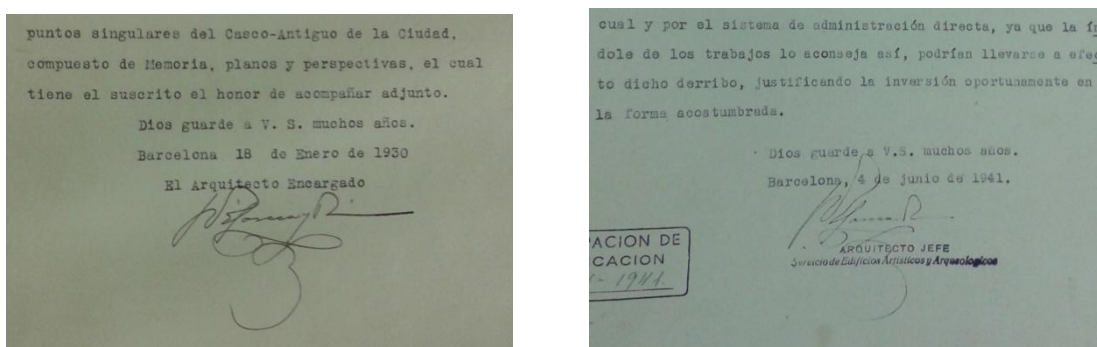 puntos singulares del Casco-Antiguo de la Ciudad,
compuesto de Memoria, planos y perspectivas, el cual
tiene el suscrito el honor de acompañar adjunto.
Dios guarde a V. S. muchos años.
Barcelona 18 de Enero de 1930
El Arquitecto Encargado
cual y por el sistema de administración directa, ya que la ín
dole de los trabajos lo aconseja así, podrían llevarse a efec
to dicho derribo, justificando la inversión oportunamente en
la forma acostumbrada.
Dios guarde a V.S. muchos años.
Barcelona, 4 de junio de 1941.
ARQUITECTO JEFE
Servicio de Edificios Artísticos y Arqueologicos
ACION DE
CACION
1941.